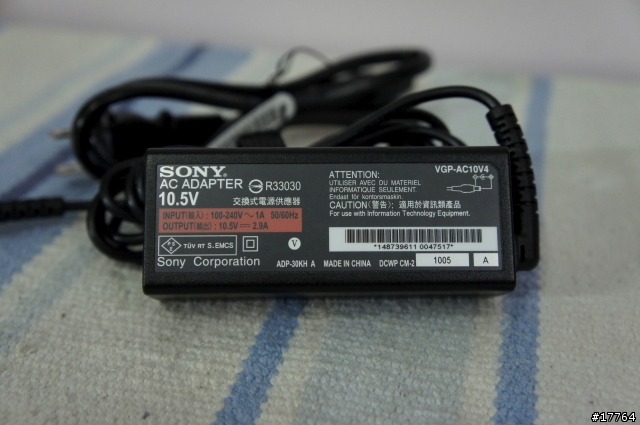 SONY
AC ADAPTER
10.5V
R33030
交換式電源供應器
INPUT(輸入) : 100-240V～1A 50/60Hz
OUTPUT(輸出) : 10.5V⎓2.9A
TÜV RT S.EMCS
Sony Corporation
V
ADP-30KH A
MADE IN CHINA
DCWP CM-2
1005
A
ATTENTION:
UTILISER AVEC DU MATERIEL
INFORMATIQUE SEULEMENT.
Endast för kontorsmaskin.
CAUTION(警告): 適用於資訊類產品
For use with Information Technology Equipment.
VGP-AC10V4
*148739611 0047517*
#17764